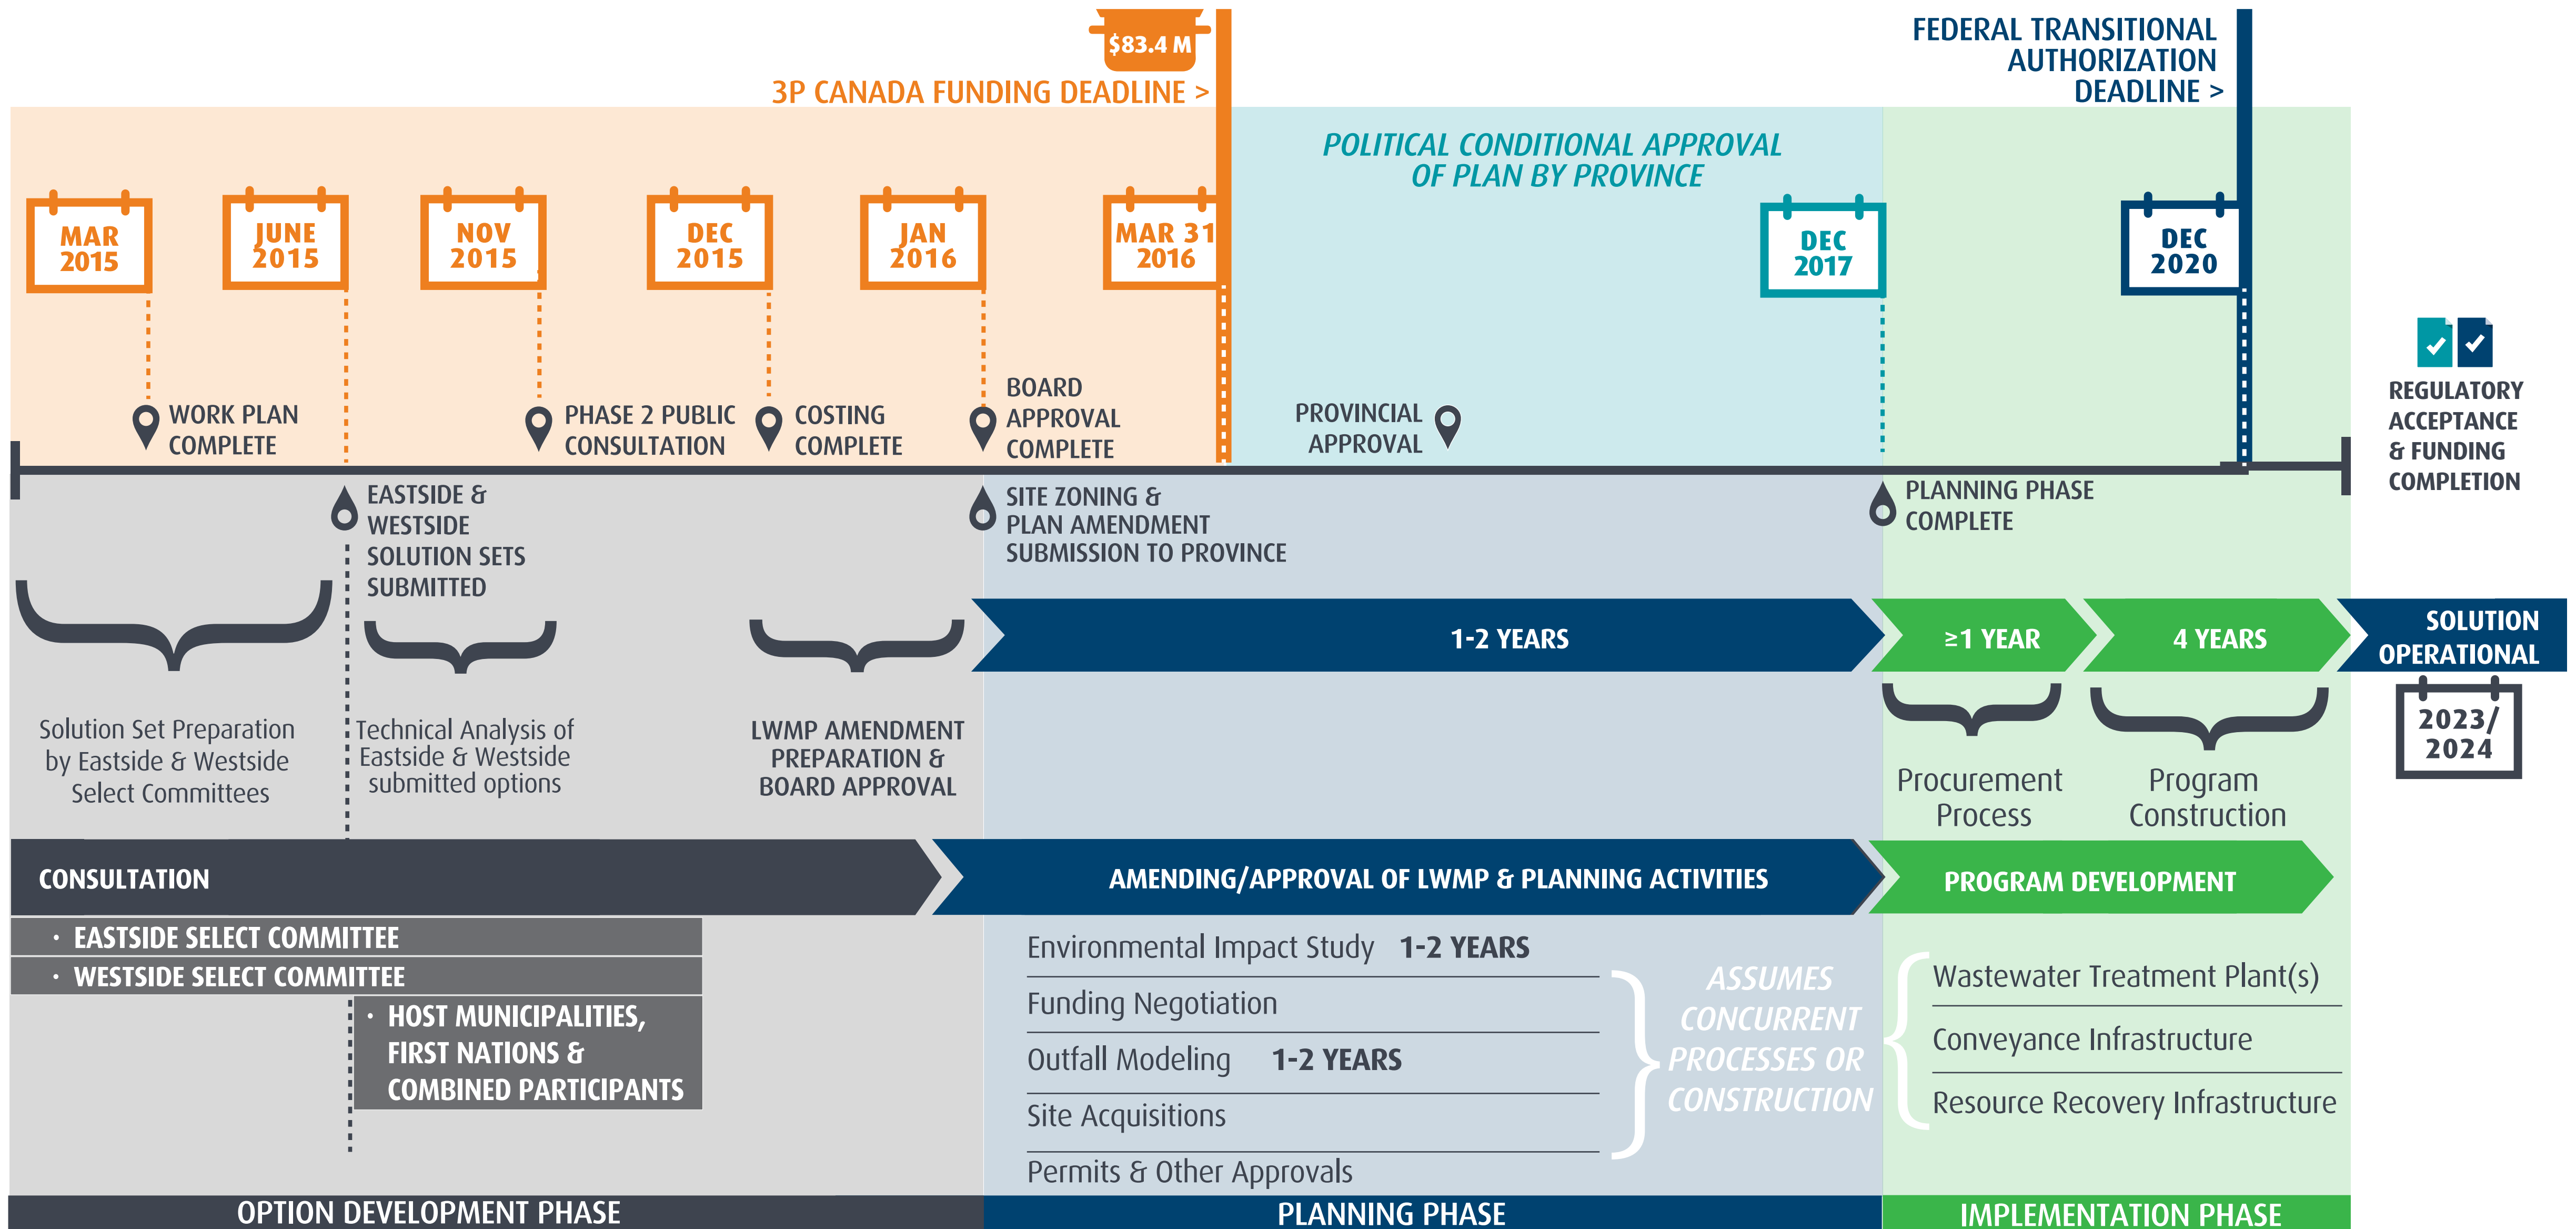 $83.4 M
3P CANADA FUNDING DEADLINE >
FEDERAL TRANSITIONAL
AUTHORIZATION
DEADLINE >
POLITICAL CONDITIONAL APPROVAL
OF PLAN BY PROVINCE
MAR
2015
JUNE
2015
NOV
2015
DEC
2015
JAN
2016
MAR 31
2016
DEC
2017
DEC
2020
WORK PLAN
COMPLETE
PHASE 2 PUBLIC
CONSULTATION
COSTING
COMPLETE
BOARD
APPROVAL
COMPLETE
PROVINCIAL
APPROVAL
REGULATORY
ACCEPTANCE
& FUNDING
COMPLETION
EASTSIDE &
WESTSIDE
SOLUTION SETS
SUBMITTED
SITE ZONING &
PLAN AMENDMENT
SUBMISSION TO PROVINCE
PLANNING PHASE
COMPLETE
1-2 YEARS
≥1 YEAR
4 YEARS
SOLUTION
OPERATIONAL
2023/
2024
Solution Set Preparation
by Eastside & Westside
Select Committees
Technical Analysis of
Eastside & Westside
submitted options
LWMP AMENDMENT
PREPARATION &
BOARD APPROVAL
Procurement
Process
Program
Construction
CONSULTATION
AMENDING/APPROVAL OF LWMP & PLANNING ACTIVITIES
PROGRAM DEVELOPMENT
· EASTSIDE SELECT COMMITTEE
· WESTSIDE SELECT COMMITTEE
· HOST MUNICIPALITIES,
FIRST NATIONS &
COMBINED PARTICIPANTS
Environmental Impact Study 1-2 YEARS
Funding Negotiation
Outfall Modeling 1-2 YEARS
Site Acquisitions
Permits & Other Approvals
ASSUMES
CONCURRENT
PROCESSES OR
CONSTRUCTION
Wastewater Treatment Plant(s)
Conveyance Infrastructure
Resource Recovery Infrastructure
OPTION DEVELOPMENT PHASE
PLANNING PHASE
IMPLEMENTATION PHASE